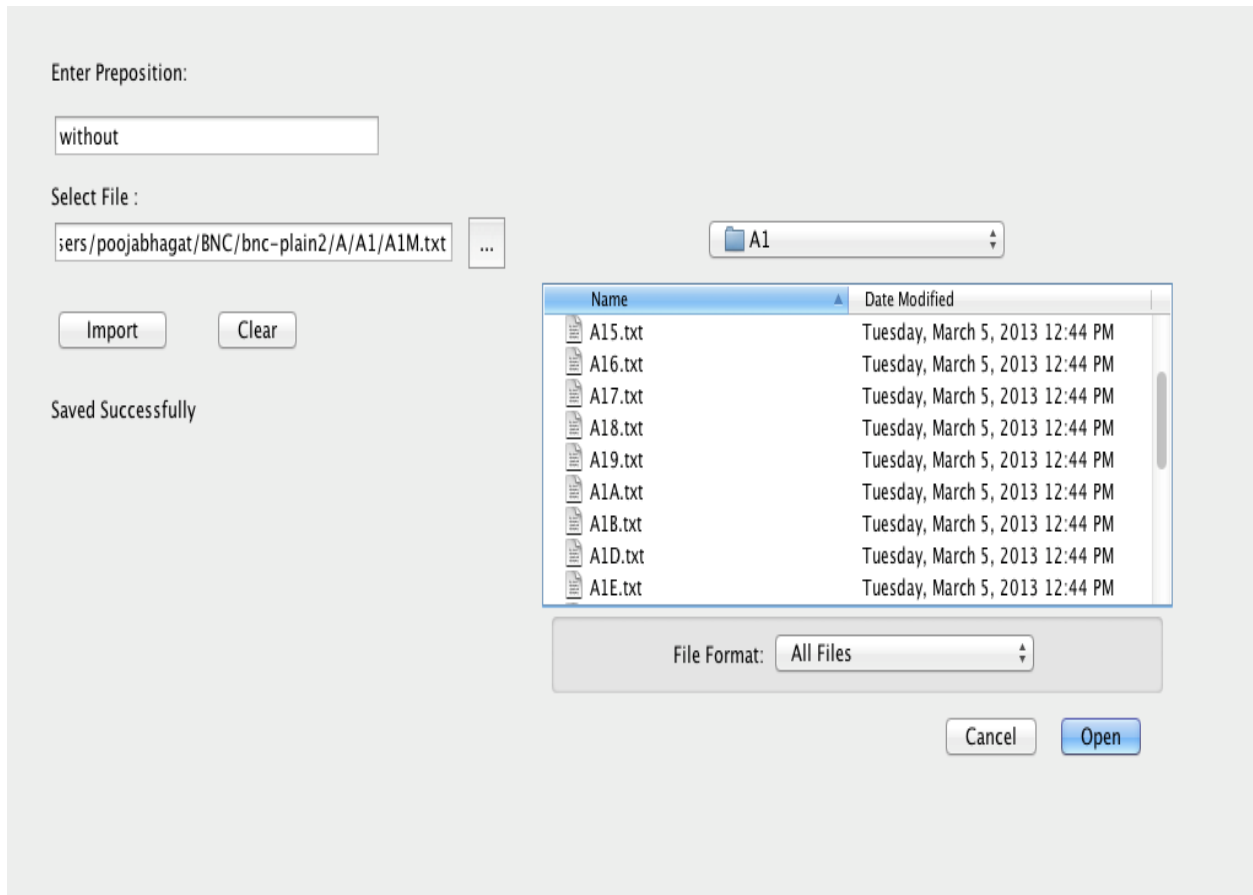 Enter Preposition:
without
Select File :
sers/poojabhagat/BNC/bnc-plain2/A/A1/A1M.txt
...
Import
Clear
Saved Successfully
A1
Name Date Modified
A15.txt Tuesday, March 5, 2013 12:44 PM
A16.txt Tuesday, March 5, 2013 12:44 PM
A17.txt Tuesday, March 5, 2013 12:44 PM
A18.txt Tuesday, March 5, 2013 12:44 PM
A19.txt Tuesday, March 5, 2013 12:44 PM
A1A.txt Tuesday, March 5, 2013 12:44 PM
A1B.txt Tuesday, March 5, 2013 12:44 PM
A1D.txt Tuesday, March 5, 2013 12:44 PM
A1E.txt Tuesday, March 5, 2013 12:44 PM
File Format: All Files
Cancel
Open